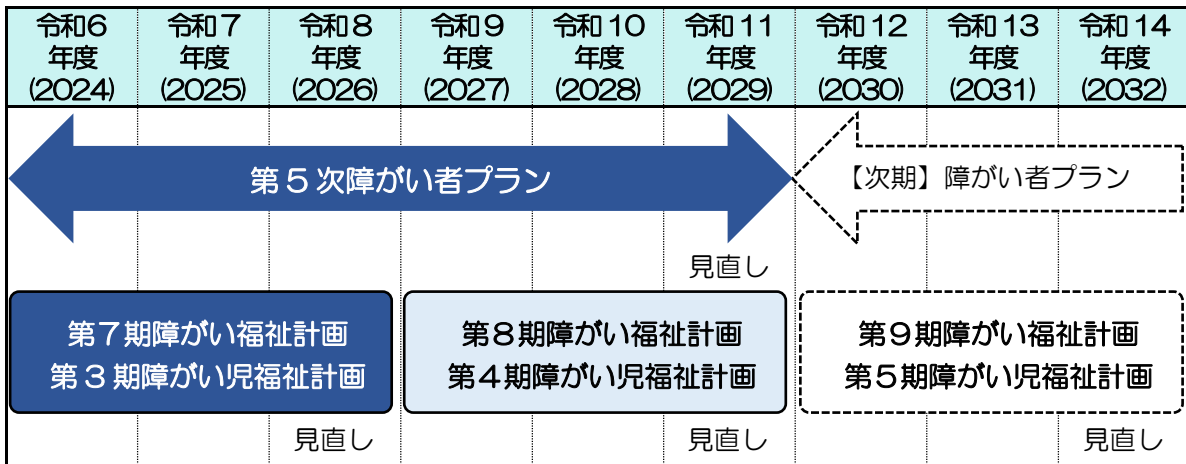 令和6 令和7 令和8 令和9 令和10 令和11 令和12 令和13 令和14
年度 年度 年度 年度 年度 年度 年度 年度 年度
(2024) (2025) (2026) (2027) (2028) (2029) (2030) (2031) (2032)
第5次障がい者プラン 【次期】障がい者プラン
見直し
第7期障がい福祉計画 第8期障がい福祉計画 第9期障がい福祉計画
第3期障がい児福祉計画 第4期障がい児福祉計画 第5期障がい児福祉計画
見直し 見直し 見直し